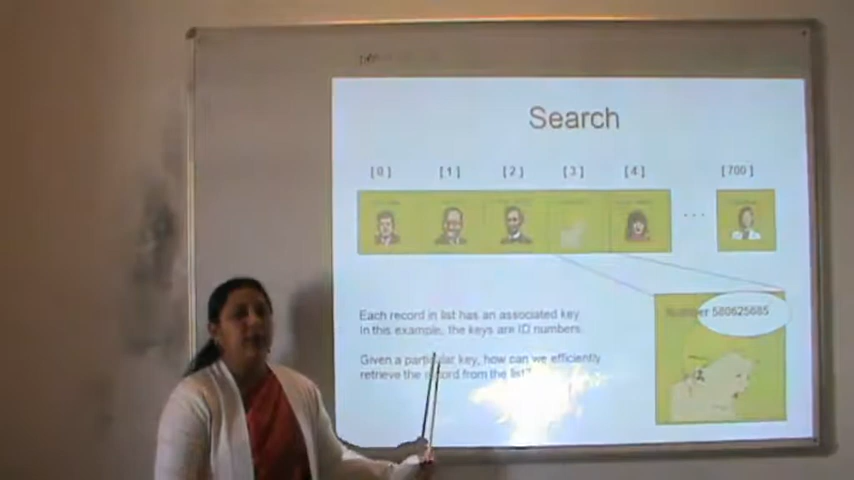 Search
[ 0 ] [ 1 ] [ 2 ] [ 3 ] [ 4 ] [ 700 ]
...
Number 580625685
Each record in list has an associated key
In this example, the keys are ID numbers
Given a particular key, how can we efficiently
retrieve the record from the list?